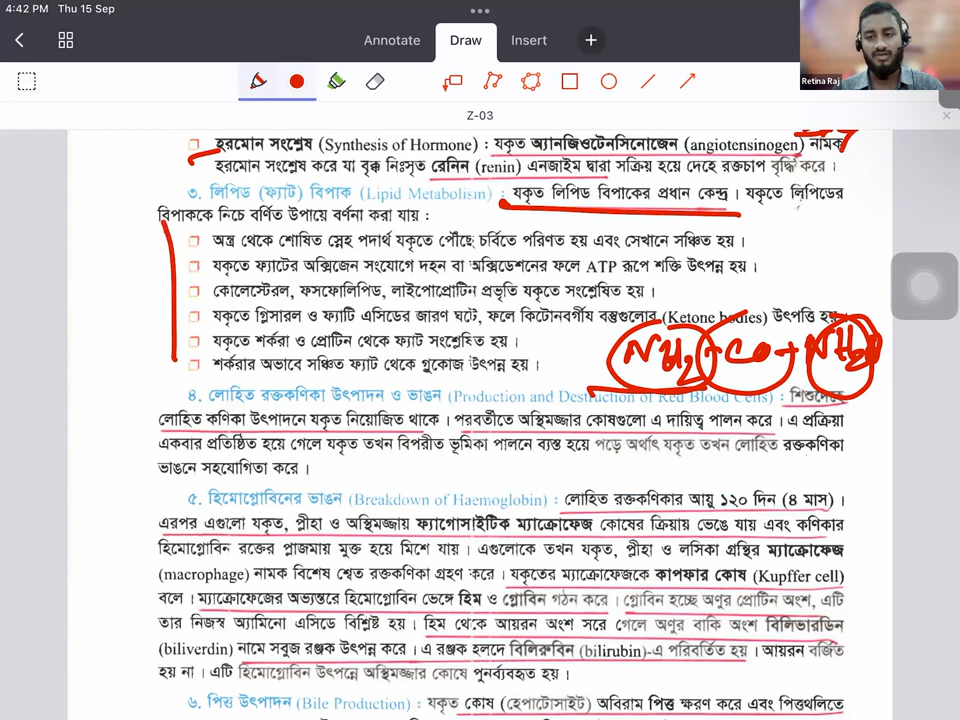 4:42 PM Thu 15 Sep
Annotate Draw Insert
Retina Raj
Z-03
হরমোন সংশ্লেষ (Synthesis of Hormone) : যকৃত অ্যানজিওটেনসিনোজেন (angiotensinogen) নামক
হরমোন সংশ্লেষ করে যা বৃক্ক নিঃসৃত রেনিন (renin) এনজাইম দ্বারা সক্রিয় হয়ে দেহে রক্তচাপ বৃদ্ধি করে ।
৩. লিপিড (ফ্যাট) বিপাক (Lipid Metabolism) : যকৃত লিপিড বিপাকের প্রধান কেন্দ্র । যকৃতে লিপিডের
বিপাককে নিচে বর্ণিত উপায়ে বর্ণনা করা যায় :
অন্ত্র থেকে শোষিত স্নেহ পদার্থ যকৃতে পৌঁছে চর্বিতে পরিণত হয় এবং সেখানে সঞ্চিত হয় ।
যকৃতে ফ্যাটের অক্সিজেন সংযোগে দহন বা অক্সিডেশনের ফলে ATP রূপে শক্তি উৎপন্ন হয় ।
কোলেস্টেরল, ফসফোলিপিড, লাইপোপ্রোটিন প্রভৃতি যকৃতে সংশ্লেষিত হয় ।
যকৃতে গ্লিসারল ও ফ্যাটি এসিডের জারণ ঘটে, ফলে কিটোনবর্গীয় বস্তুগুলোর (Ketone bodies) উৎপত্তি হয় ।
যকৃতে শর্করা ও প্রোটিন থেকে ফ্যাট সংশ্লেষিত হয় ।
শর্করার অভাবে সঞ্চিত ফ্যাট থেকে গ্লুকোজ উৎপন্ন হয় ।
NH2 + CO + NH2
৪. লোহিত রক্তকণিকা উৎপাদন ও ভাঙন (Production and Destruction of Red Blood Cells) : শিশুদেহে
লোহিত কণিকা উৎপাদনে যকৃত নিয়োজিত থাকে । পরবর্তীতে অস্থিমজ্জার কোষগুলো এ দায়িত্ব পালন করে । এ প্রক্রিয়া
একবার প্রতিষ্ঠিত হয়ে গেলে যকৃত তখন বিপরীত ভূমিকা পালনে ব্যস্ত হয়ে পড়ে অর্থাৎ যকৃত তখন লোহিত রক্তকণিকা
ভাঙনে সহযোগিতা করে ।
৫. হিমোগ্লোবিনের ভাঙন (Breakdown of Haemoglobin) : লোহিত রক্তকণিকার আয়ু ১২০ দিন (৪ মাস) ।
এরপর এগুলো যকৃত, প্লীহা ও অস্থিমজ্জায় ফ্যাগোসাইটিক ম্যাক্রোফেজ কোষের ক্রিয়ায় ভেঙে যায় এবং কণিকার
হিমোগ্লোবিন রক্তের প্লাজমায় মুক্ত হয়ে মিশে যায় । এগুলোকে তখন যকৃত, প্লীহা ও লসিকা গ্রন্থির ম্যাক্রোফেজ
(macrophage) নামক বিশেষ শ্বেত রক্তকণিকা গ্রহণ করে । যকৃতের ম্যাক্রোফেজকে কাপফার কোষ (Kupffer cell)
বলে । ম্যাক্রোফেজের অভ্যন্তরে হিমোগ্লোবিন ভেঙ্গে হিম ও গ্লোবিন গঠন করে । গ্লোবিন হচ্ছে অণুর প্রোটিন অংশ, এটি
তার নিজস্ব অ্যামিনো এসিডে বিশ্লিষ্ট হয় । হিম থেকে আয়রন অংশ সরে গেলে অণুর বাকি অংশ বিলিভারডিন
(biliverdin) নামে সবুজ রঞ্জক উৎপন্ন করে । এ রঞ্জক হলদে বিলিরুবিন (bilirubin)-এ পরিবর্তিত হয় । আয়রন বর্জিত
হয় না । এটি হিমোগ্লোবিন উৎপন্নে অস্থিমজ্জার কোষে পুনর্ব্যবহৃত হয় ।
৬. পিত্ত উৎপাদন (Bile Production) : যকৃত কোষ (হেপাটোসাইট) অবিরাম পিত্ত ক্ষরণ করে এবং পিত্তথলিতে